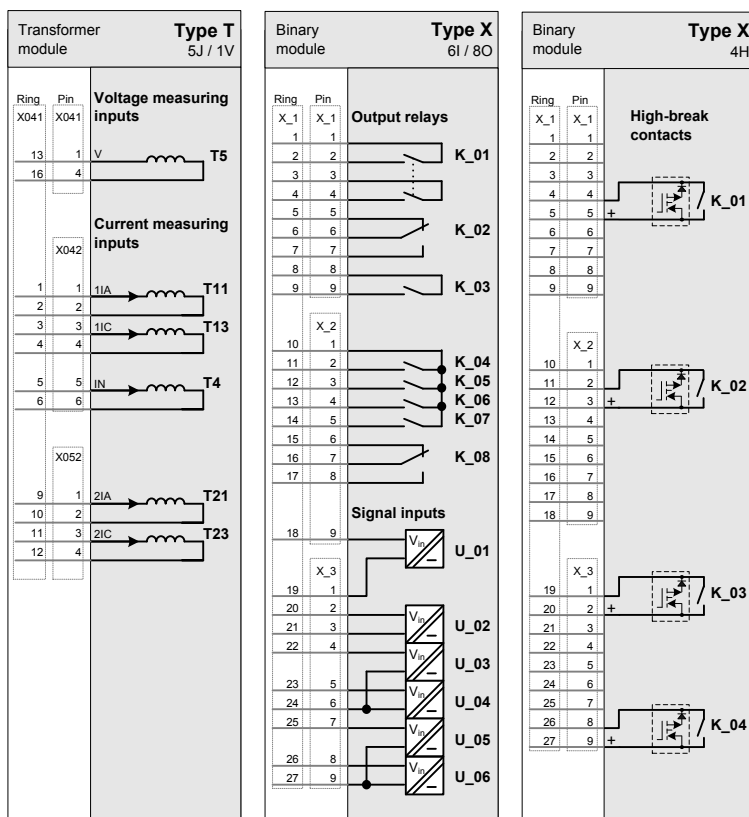 Transformer module
Type T
5J / 1V
Ring Pin
X041 X041
Voltage measuring inputs
13 1 V T5
16 4
Current measuring inputs
X042
1 1 1IA T11
2 2
3 3 1IC T13
4 4
5 5 IN T4
6 6
X052
9 1 2IA T21
10 2
11 3 2IC T23
12 4
Binary module
Type X
6I / 8O
Ring Pin
X_1 X_1
Output relays
1 1
2 2 K_01
3 3
4 4
5 5
6 6 K_02
7 7
8 8
9 9 K_03
X_2
10 1
11 2 K_04
12 3 K_05
13 4 K_06
14 5 K_07
15 6
16 7 K_08
17 8
Signal inputs
18 9 Vin U_01
X_3
19 1
20 2 Vin U_02
21 3
22 4 Vin U_03
23 5 Vin U_04
24 6
25 7 Vin U_05
26 8 Vin U_06
27 9
Binary module
Type X
4H
Ring Pin
X_1 X_1
High-break contacts
1 1
2 2
3 3
4 4 K_01
5 5 +
6 6
7 7
8 8
9 9
X_2
10 1
11 2 K_02
12 3 +
13 4
14 5
15 6
16 7
17 8
18 9
X_3
19 1 K_03
20 2 +
21 3
22 4
23 5
24 6
25 7
26 8 K_04
27 9 +